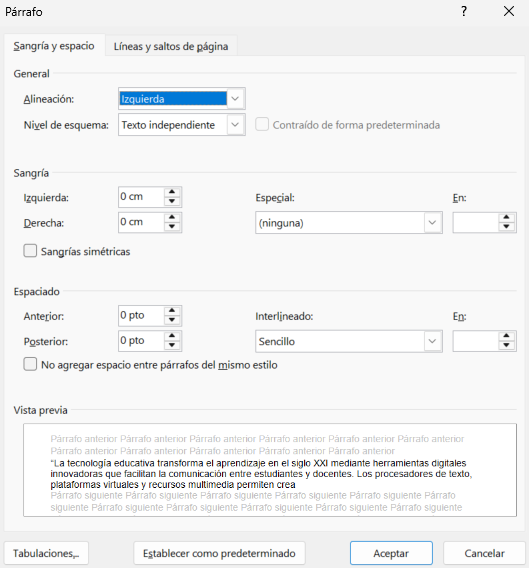 Párrafo ? ×
Sangría y espacio Líneas y saltos de página
General
Alineación: Izquierda
Nivel de esquema: Texto independiente Contraído de forma predeterminada
Sangría
Izquierda: 0 cm Especial: En:
Derecha: 0 cm (ninguna)
Sangrías simétricas
Espaciado
Anterior: 0 pto Interlineado: En:
Posterior: 0 pto Sencillo
No agregar espacio entre párrafos del mismo estilo
Vista previa
Párrafo anterior Párrafo anterior Párrafo anterior Párrafo anterior Párrafo anterior Párrafo anterior
Párrafo anterior Párrafo anterior Párrafo anterior Párrafo anterior Párrafo anterior
“La tecnología educativa transforma el aprendizaje en el siglo XXI mediante herramientas digitales
innovadoras que facilitan la comunicación entre estudiantes y docentes. Los procesadores de texto,
plataformas virtuales y recursos multimedia permiten crea
Párrafo siguiente Párrafo siguiente Párrafo siguiente Párrafo siguiente Párrafo siguiente Párrafo
siguiente Párrafo siguiente Párrafo siguiente Párrafo siguiente Párrafo siguiente Párrafo siguiente
Tabulaciones... Establecer como predeterminado Aceptar Cancelar